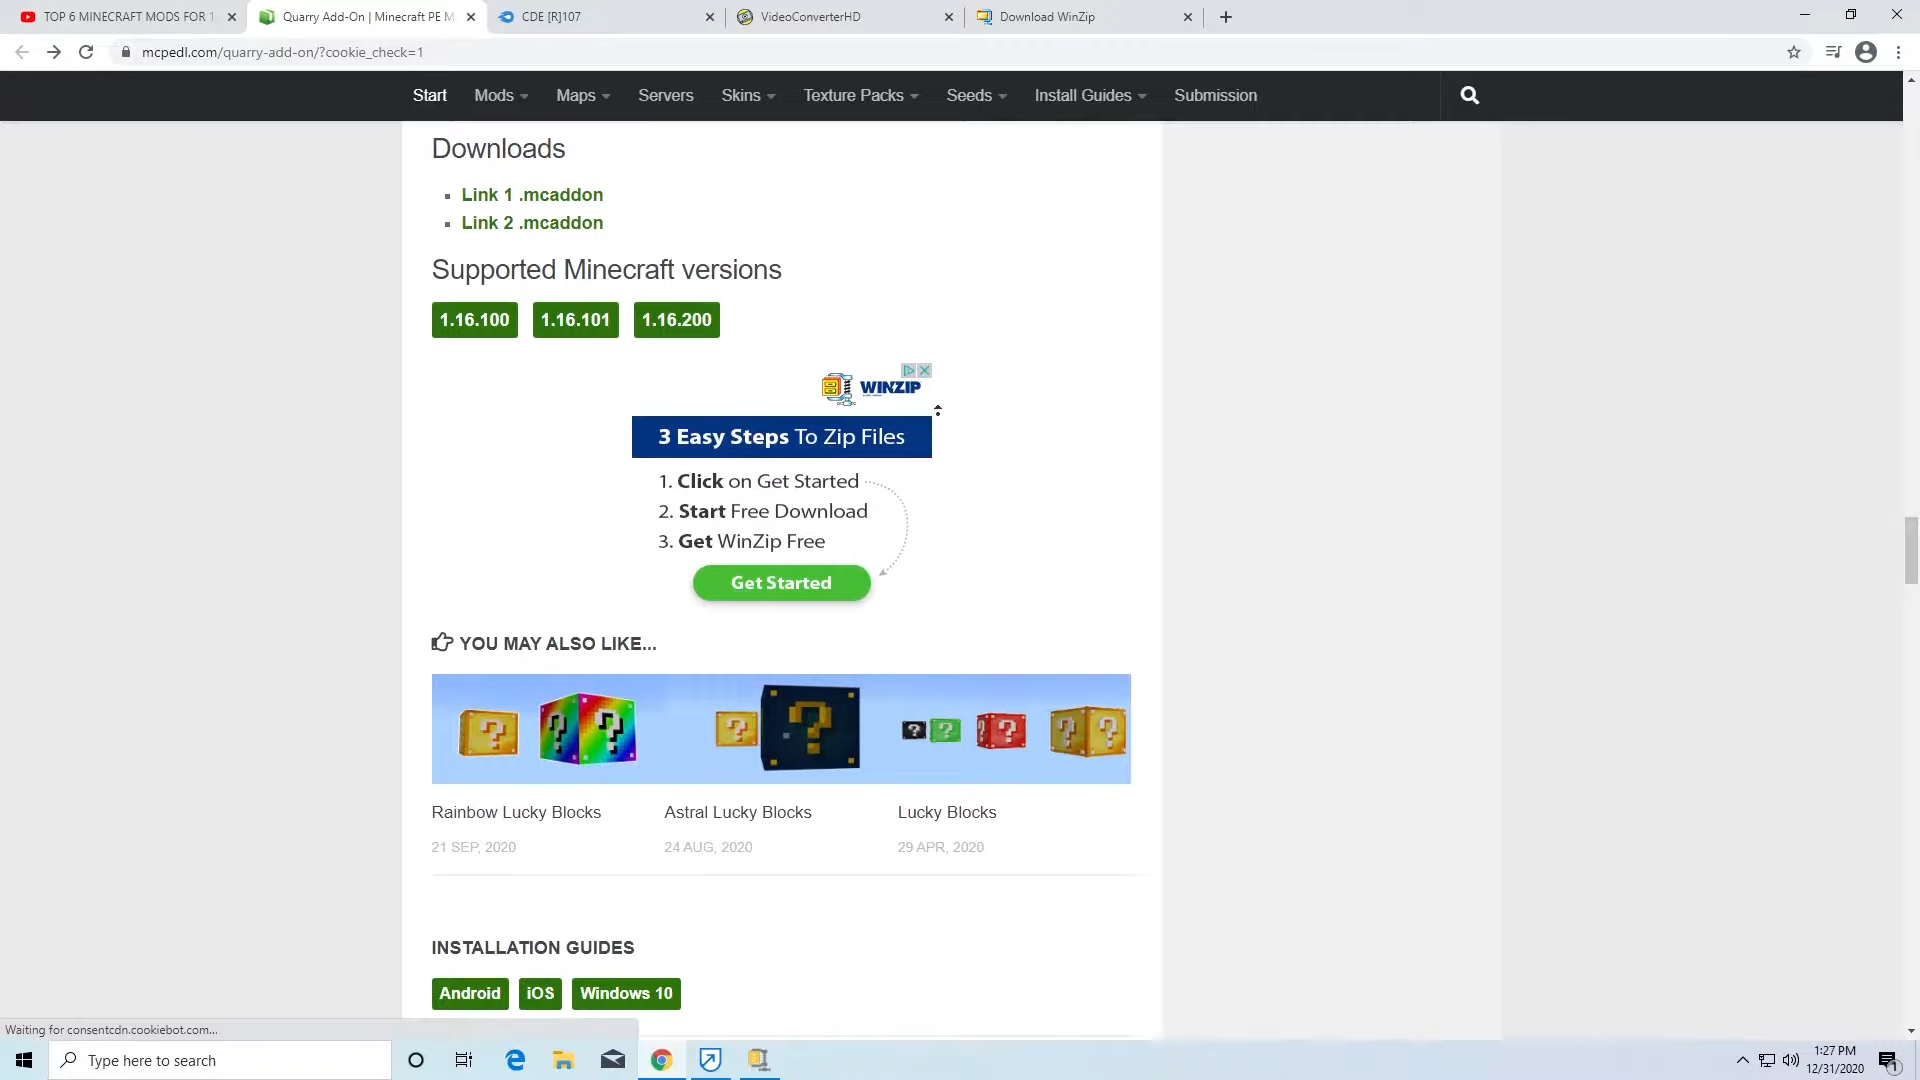 TOP 6 MINECRAFT MODS FOR 1
Quarry Add-On | Minecraft PE M
CDE [R]107
VideoConverterHD
Download WinZip
mcpedl.com/quarry-add-on/?cookie_check=1
Start
Mods
Maps
Servers
Skins
Texture Packs
Seeds
Install Guides
Submission
Downloads
Link 1 .mcaddon
Link 2 .mcaddon
Supported Minecraft versions
1.16.100
1.16.101
1.16.200
WINZIP
3 Easy Steps To Zip Files
1. Click on Get Started
2. Start Free Download
3. Get WinZip Free
Get Started
YOU MAY ALSO LIKE...
Rainbow Lucky Blocks
Astral Lucky Blocks
Lucky Blocks
21 SEP, 2020
24 AUG, 2020
29 APR, 2020
INSTALLATION GUIDES
Android
iOS
Windows 10
Waiting for consentcdn.cookiebot.com...
Type here to search
1:27 PM
12/31/2020
1